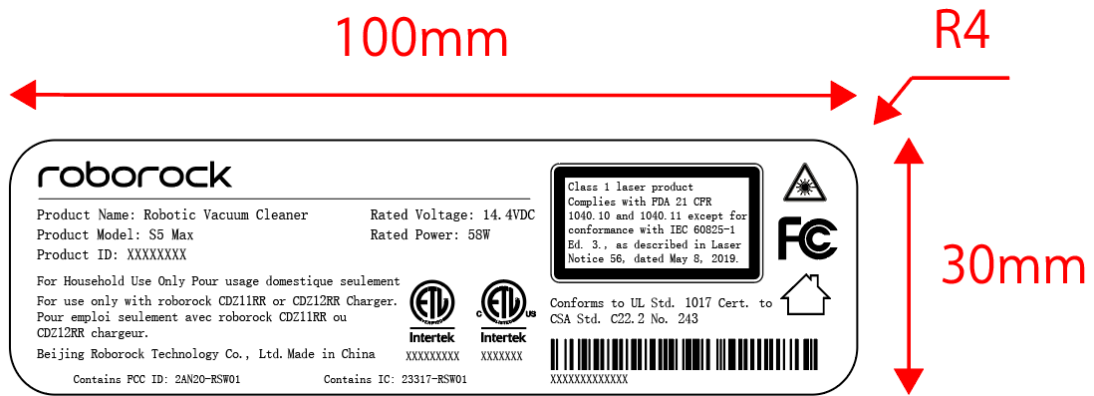 100mm
R4
30mm
roborock
Product Name: Robotic Vacuum Cleaner
Rated Voltage: 14.4VDC
Product Model: S5 Max
Rated Power: 58W
Product ID: XXXXXXXX
For Household Use Only Pour usage domestique seulement
For use only with roborock CDZ11RR or CDZ12RR Charger.
Pour emploi seulement avec roborock CDZ11RR ou
CDZ12RR chargeur.
Beijing Roborock Technology Co., Ltd. Made in China
Contains FCC ID: 2AN2O-RSW01
Contains IC: 23317-RSW01
ETL
Intertek
XXXXXXXXX
C ETL US
Intertek
XXXXXXX
Class 1 laser product
Complies with FDA 21 CFR
1040.10 and 1040.11 except for
conformance with IEC 60825-1
Ed. 3., as described in Laser
Notice 56, dated May 8, 2019.
FC
Conforms to UL Std. 1017 Cert. to
CSA Std. C22.2 No. 243
XXXXXXXXXXXXX